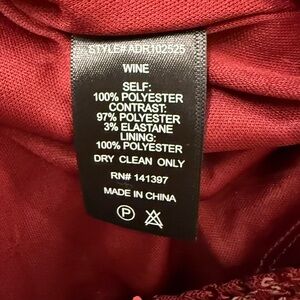 STYLE# ADR102525
WINE
SELF:
100% POLYESTER
CONTRAST:
97% POLYESTER
3% ELASTANE
LINING:
100% POLYESTER
DRY CLEAN ONLY
RN# 141397
MADE IN CHINA
P